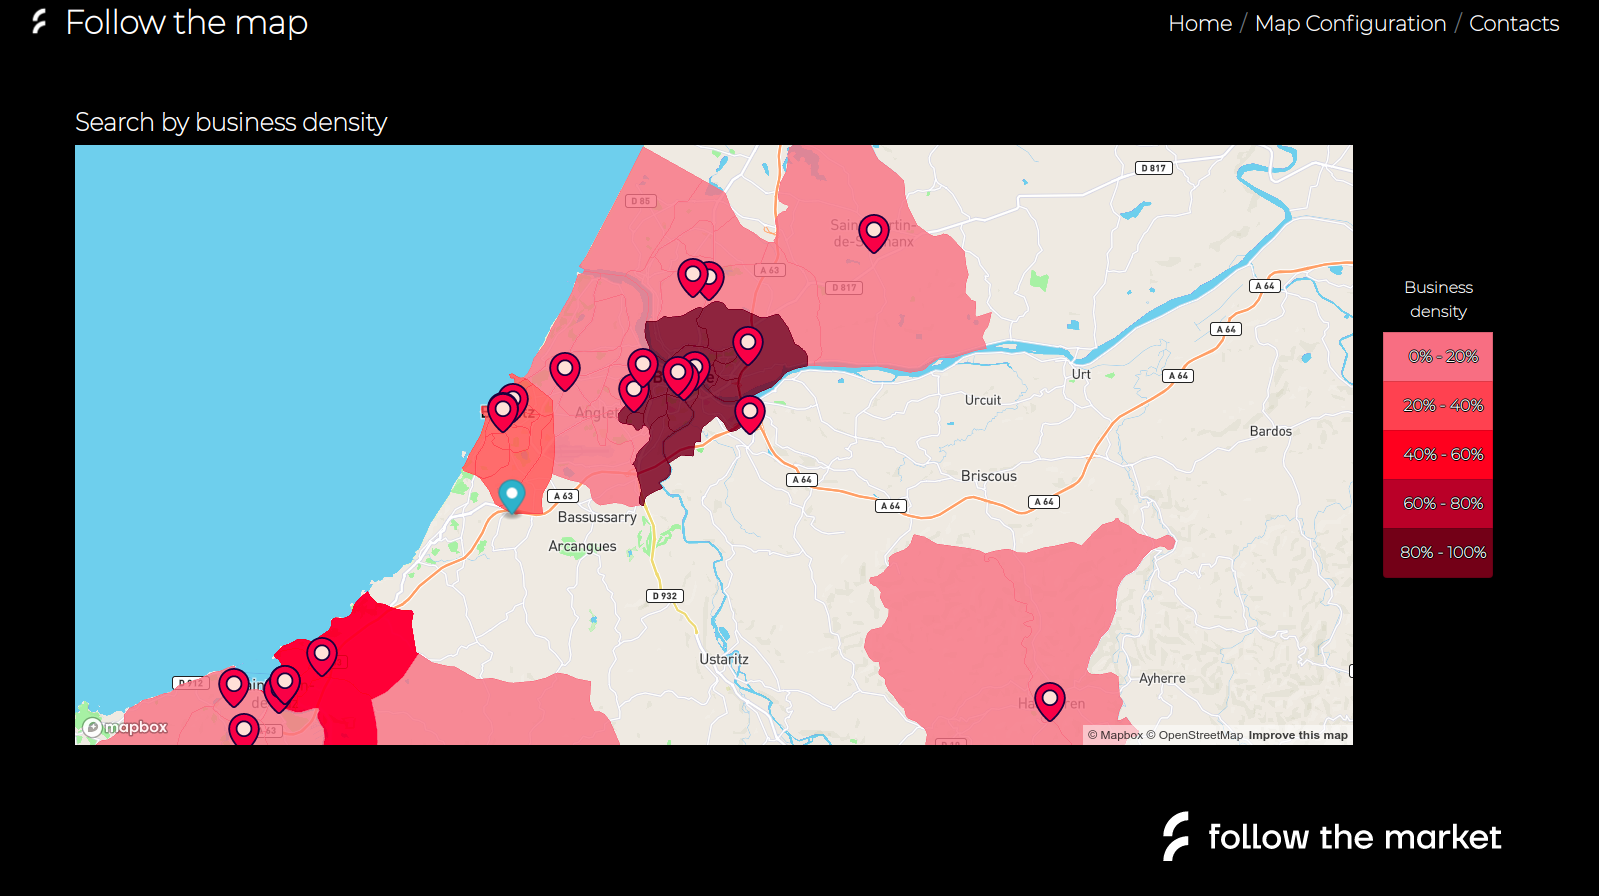 Follow the map
Home / Map Configuration / Contacts
Search by business density
D 817
D 85
A 63
D 817
A 64
A 64
A 64
Urt
Urcuit
Bardos
Briscous
A 64
A 64
A 64
A 63
Bassussarry
Arcangues
D 932
Ustaritz
Ayherre
D 912
A 63
mapbox
© Mapbox © OpenStreetMap Improve this map
Business
density
0% - 20%
20% - 40%
40% - 60%
60% - 80%
80% - 100%
follow the market